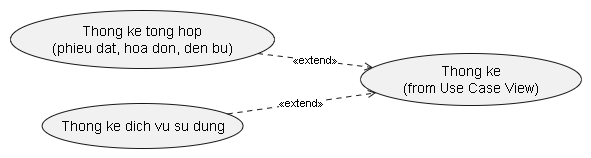 Thong ke tong hop
(phieu dat, hoa don, den bu)
<<extend>>
Thong ke
(from Use Case View)
<<extend>>
Thong ke dich vu su dung